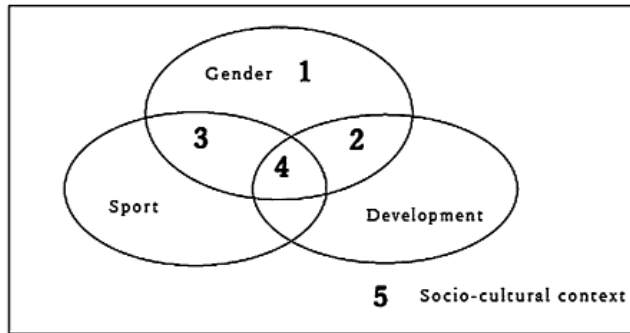 Gender 1
3
2
4
Sport
Development
5 Socio-cultural context